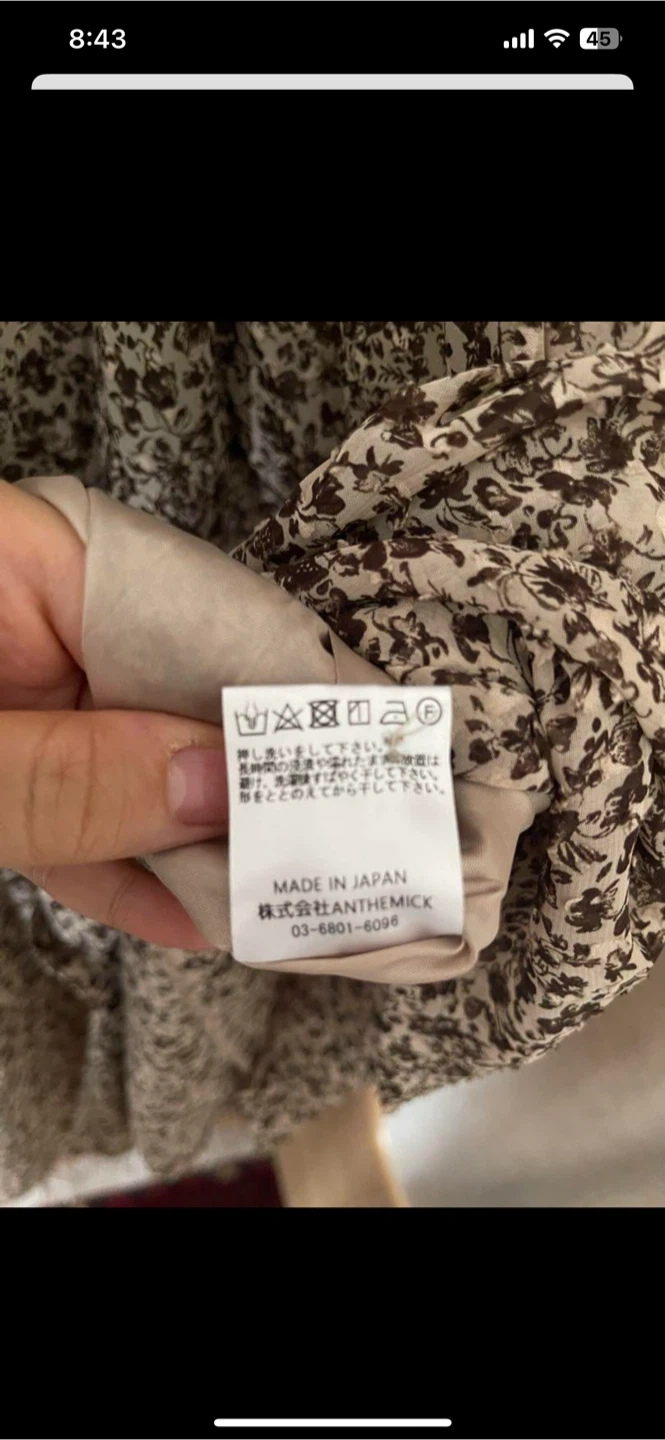 8:43
45
F
押し洗いをして下さい。
長時間の浸漬や濡れたままの放置は
避け、洗濯後すばやく干して下さい。
形をととのえてから干して下さい。
MADE IN JAPAN
株式会社ANTHEMICK
03-6801-6096